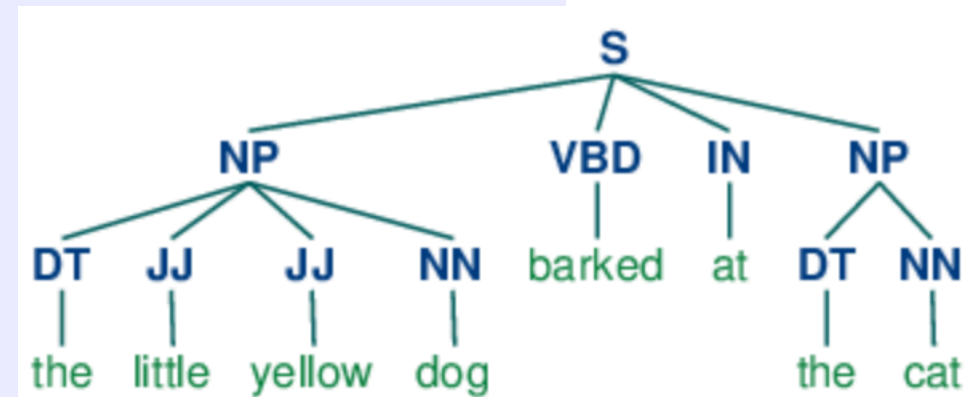 S
NP VBD IN NP
DT JJ JJ NN barked at DT NN
the little yellow dog the cat